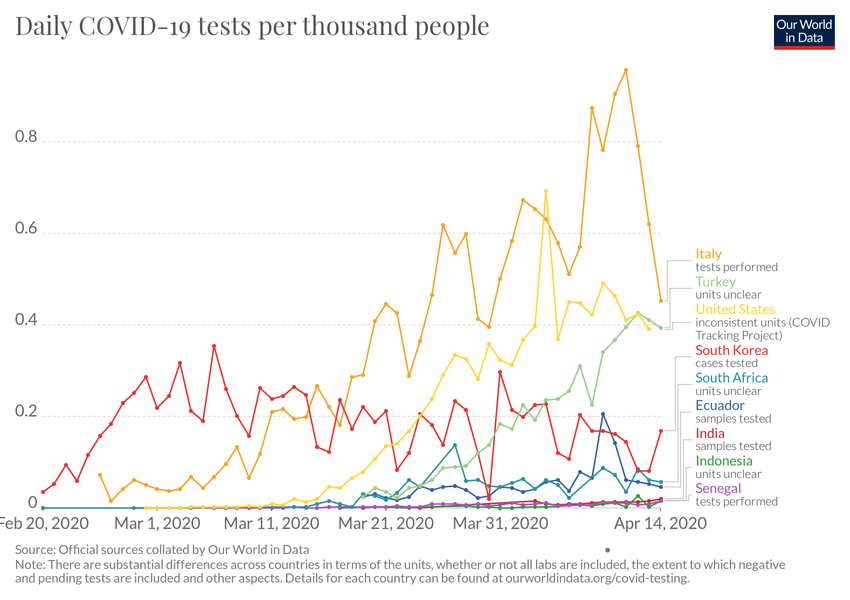 Daily COVID-19 tests per thousand people
Our World
in Data
0.8
0.6
0.4
0.2
0
Italy
tests performed
Turkey
units unclear
United States
inconsistent units (COVID
Tracking Project)
South Korea
cases tested
South Africa
units unclear
Ecuador
samples tested
India
samples tested
Indonesia
units unclear
Senegal
tests performed
Feb 20, 2020 Mar 1, 2020 Mar 11, 2020 Mar 21, 2020 Mar 31, 2020 Apr 14, 2020
Source: Official sources collated by Our World in Data
Note: There are substantial differences across countries in terms of the units, whether or not all labs are included, the extent to which negative
and pending tests are included and other aspects. Details for each country can be found at ourworldindata.org/covid-testing.